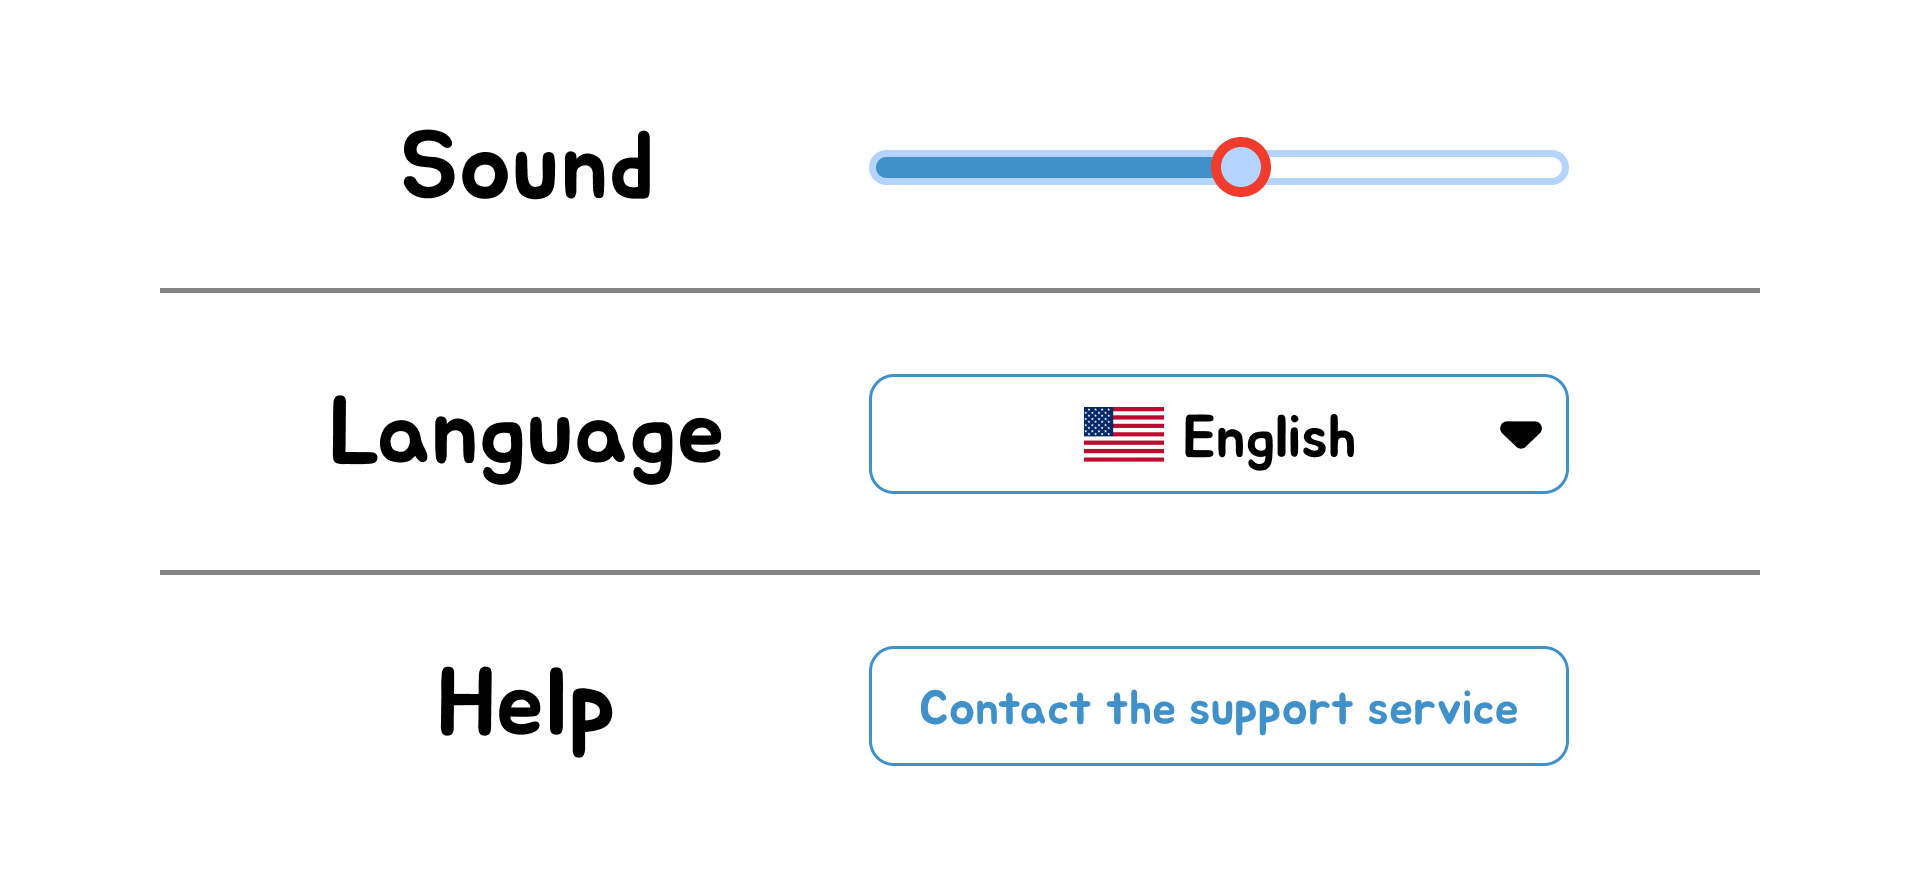 Sound
Language
English
Help
Contact the support service